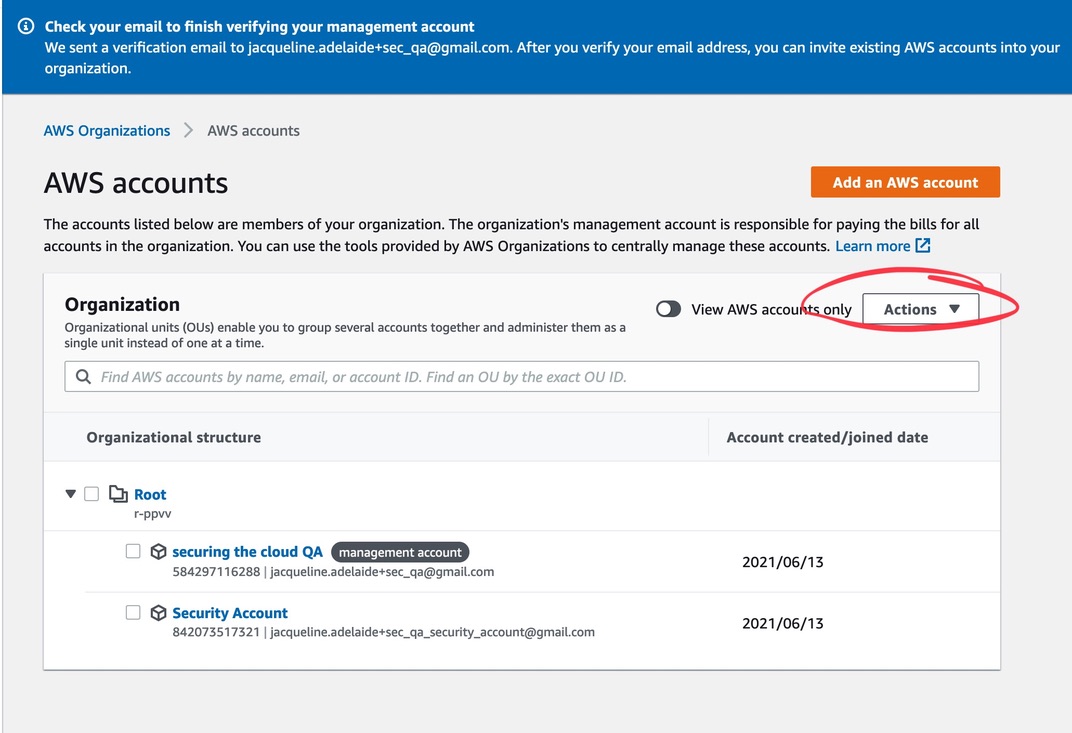 Check your email to finish verifying your management account
We sent a verification email to jacqueline.adelaide+sec_qa@gmail.com. After you verify your email address, you can invite existing AWS accounts into your
organization.
AWS Organizations
AWS accounts
AWS accounts
Add an AWS account
The accounts listed below are members of your organization. The organization's management account is responsible for paying the bills for all
accounts in the organization. You can use the tools provided by AWS Organizations to centrally manage these accounts. Learn more
Organization
View AWS accounts only
Actions
Organizational units (OUs) enable you to group several accounts together and administer them as a
single unit instead of one at a time.
Find AWS accounts by name, email, or account ID. Find an OU by the exact OU ID.
Organizational structure
Account created/joined date
Root
r-ppvv
securing the cloud QA management account
584297116288 | jacqueline.adelaide+sec_qa@gmail.com
2021/06/13
Security Account
842073517321 | jacqueline.adelaide+sec_qa_security_account@gmail.com
2021/06/13